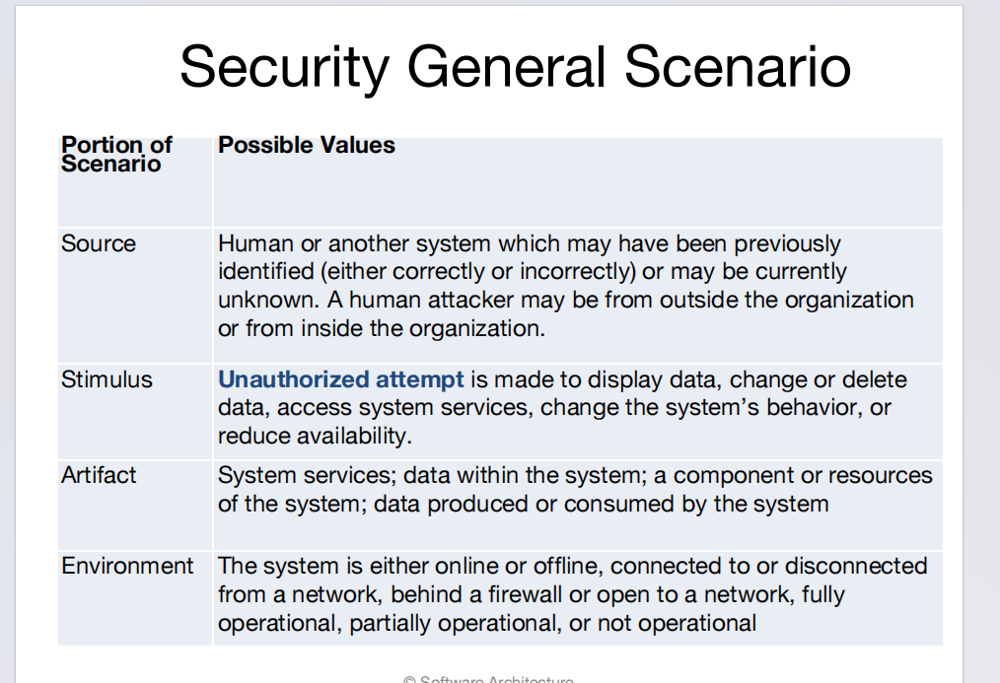 Security General Scenario
Portion of
Scenario
Possible Values
Source
Human or another system which may have been previously
identified (either correctly or incorrectly) or may be currently
unknown. A human attacker may be from outside the organization
or from inside the organization.
Stimulus
Unauthorized attempt is made to display data, change or delete
data, access system services, change the system’s behavior, or
reduce availability.
Artifact
System services; data within the system; a component or resources
of the system; data produced or consumed by the system
Environment
The system is either online or offline, connected to or disconnected
from a network, behind a firewall or open to a network, fully
operational, partially operational, or not operational
© Software Architecture